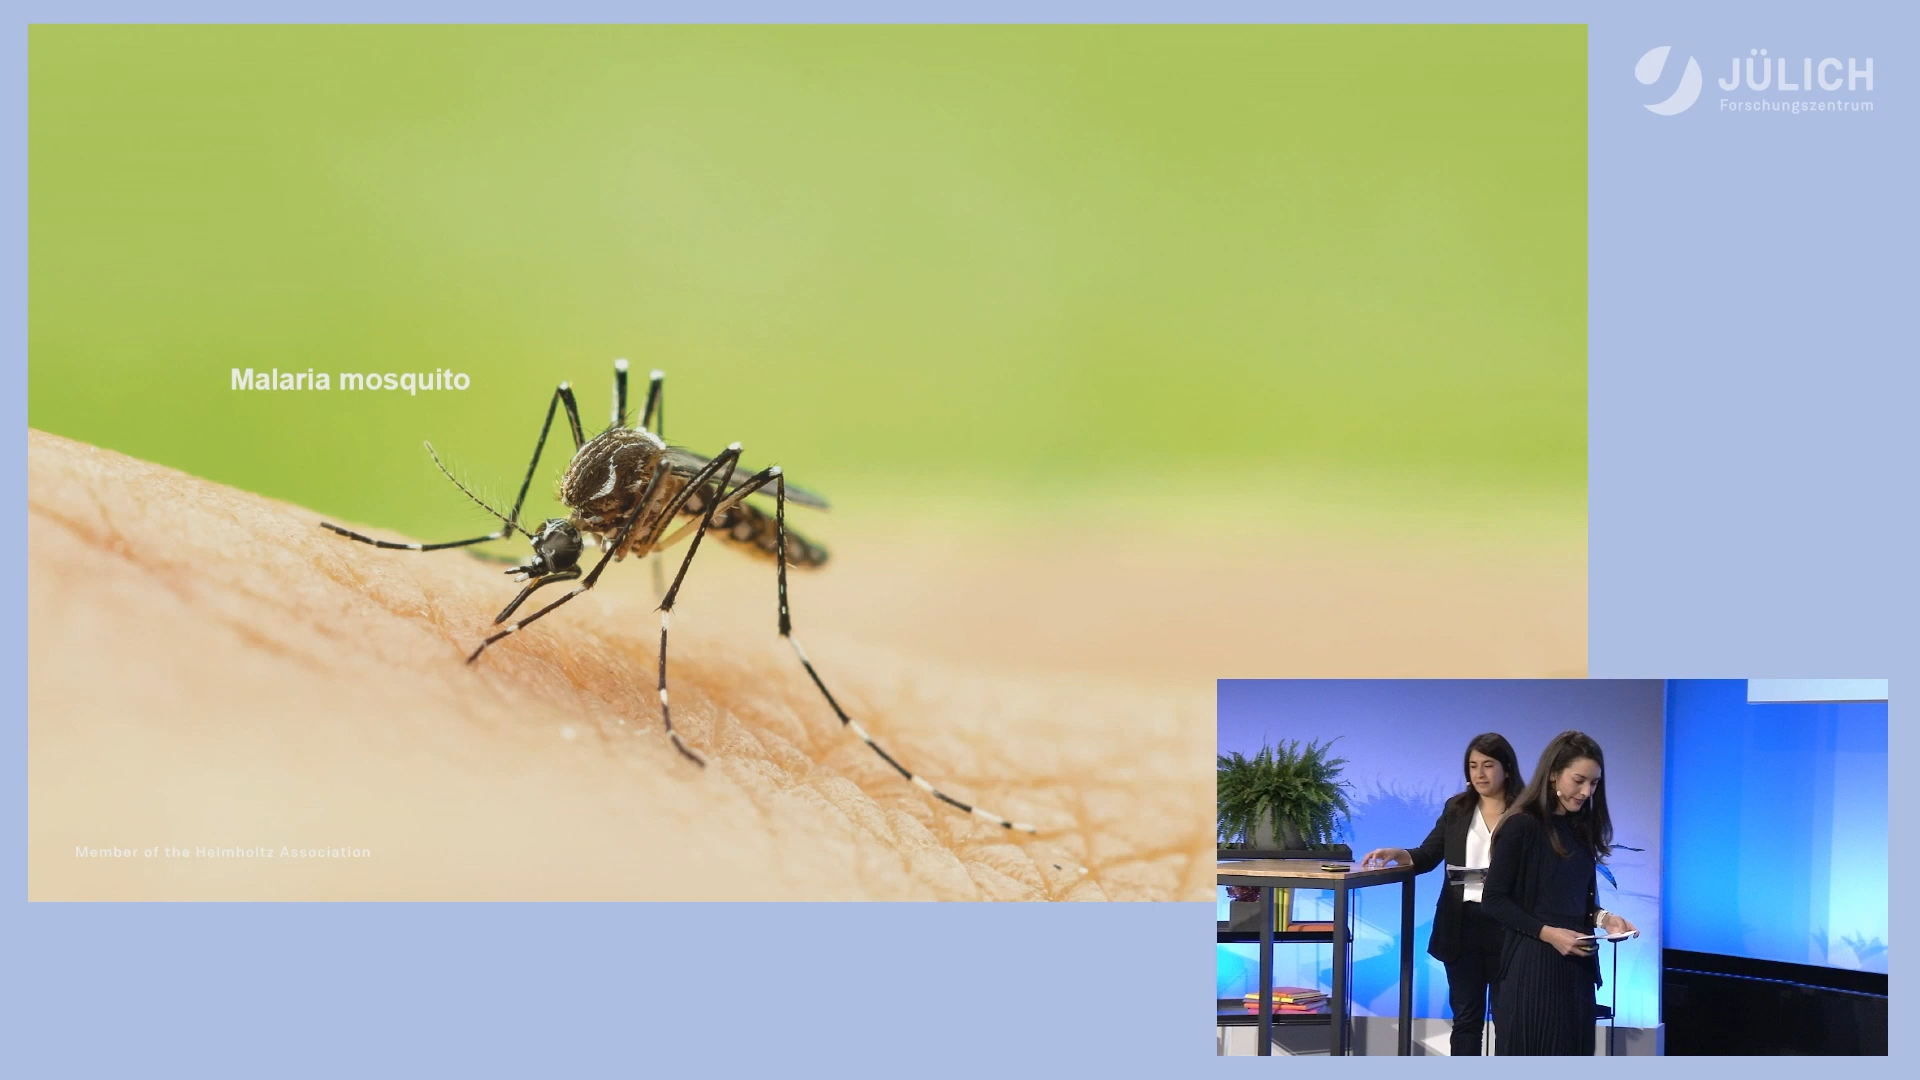 JÜLICH
Forschungszentrum
Malaria mosquito
Member of the Helmholtz Association